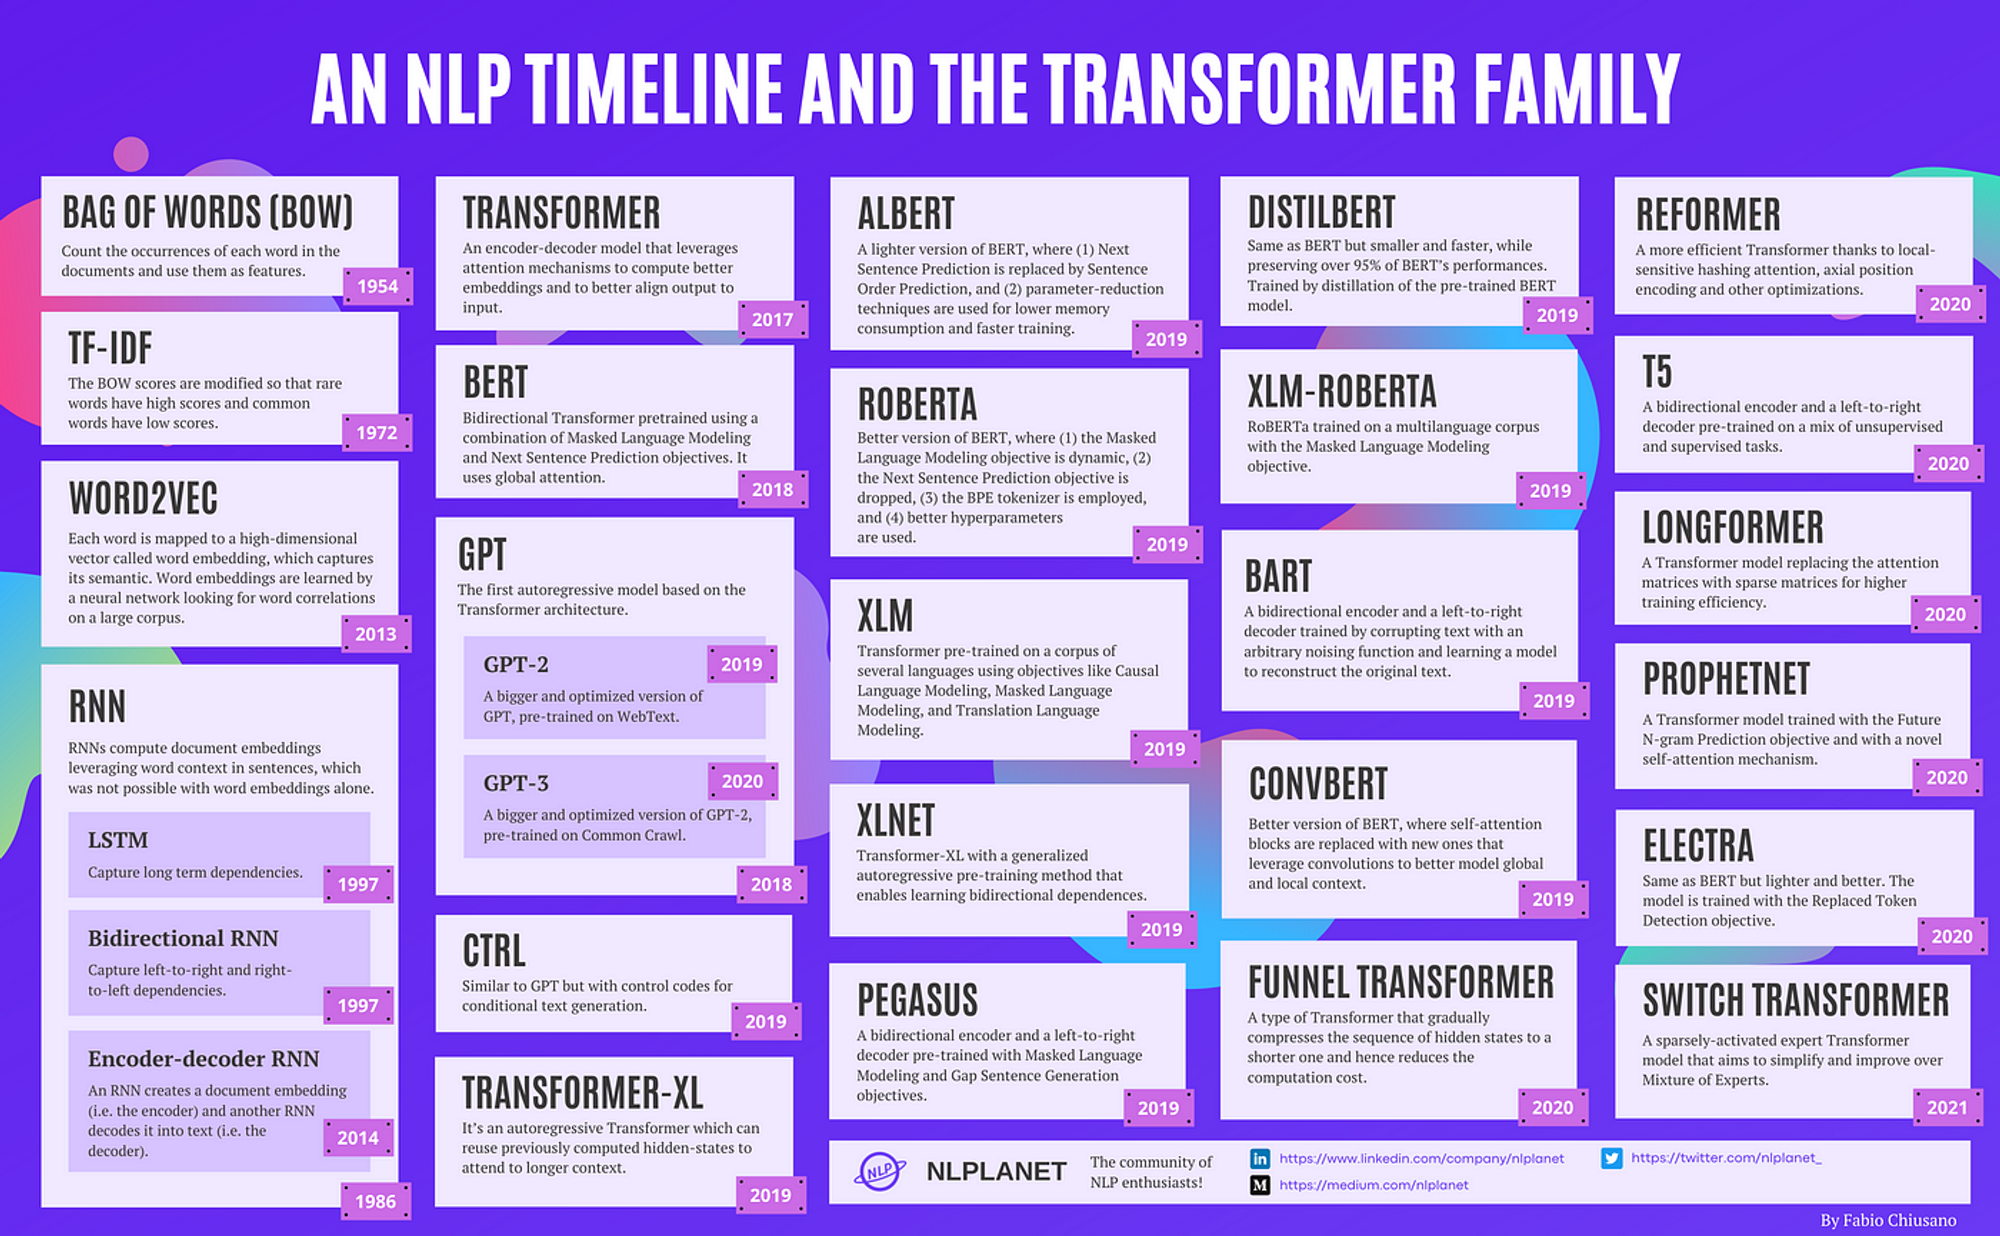 AN NLP TIMELINE AND THE TRANSFORMER FAMILY
BAG OF WORDS (BOW)
Count the occurrences of each word in the
documents and use them as features.
1954
TF-IDF
The BOW scores are modified so that rare
words have high scores and common
words have low scores.
1972
WORD2VEC
Each word is mapped to a high-dimensional
vector called word embedding, which captures
its semantic. Word embeddings are learned by
a neural network looking for word correlations
on a large corpus.
2013
RNN
RNNs compute document embeddings
leveraging word context in sentences, which
was not possible with word embeddings alone.
LSTM
Capture long term dependencies.
1997
Bidirectional RNN
Capture left-to-right and right-
to-left dependencies.
1997
Encoder-decoder RNN
An RNN creates a document embedding
(i.e. the encoder) and another RNN
decodes it into text (i.e. the
decoder).
2014
1986
TRANSFORMER
An encoder-decoder model that leverages
attention mechanisms to compute better
embeddings and to better align output to
input.
2017
BERT
Bidirectional Transformer pretrained using a
combination of Masked Language Modeling
and Next Sentence Prediction objectives. It
uses global attention.
2018
GPT
The first autoregressive model based on the
Transformer architecture.
GPT-2
2019
A bigger and optimized version of
GPT, pre-trained on WebText.
GPT-3
2020
A bigger and optimized version of GPT-2,
pre-trained on Common Crawl.
2018
CTRL
Similar to GPT but with control codes for
conditional text generation.
2019
TRANSFORMER-XL
It's an autoregressive Transformer which can
reuse previously computed hidden-states to
attend to longer context.
2019
ALBERT
A lighter version of BERT, where (1) Next
Sentence Prediction is replaced by Sentence
Order Prediction, and (2) parameter-reduction
techniques are used for lower memory
consumption and faster training.
2019
ROBERTA
Better version of BERT, where (1) the Masked
Language Modeling objective is dynamic, (2)
the Next Sentence Prediction objective is
dropped, (3) the BPE tokenizer is employed,
and (4) better hyperparameters
are used.
2019
XLM
Transformer pre-trained on a corpus of
several languages using objectives like Causal
Language Modeling, Masked Language
Modeling, and Translation Language
Modeling.
2019
XLNET
Transformer-XL with a generalized
autoregressive pre-training method that
enables learning bidirectional dependences.
2019
PEGASUS
A bidirectional encoder and a left-to-right
decoder pre-trained with Masked Language
Modeling and Gap Sentence Generation
objectives.
2019
DISTILBERT
Same as BERT but smaller and faster, while
preserving over 95% of BERT's performances.
Trained by distillation of the pre-trained BERT
model.
2019
XLM-ROBERTA
RoBERTa trained on a multilanguage corpus
with the Masked Language Modeling
objective.
2019
BART
A bidirectional encoder and a left-to-right
decoder trained by corrupting text with an
arbitrary noising function and learning a model
to reconstruct the original text.
2019
CONVBERT
Better version of BERT, where self-attention
blocks are replaced with new ones that
leverage convolutions to better model global
and local context.
2019
FUNNEL TRANSFORMER
A type of Transformer that gradually
compresses the sequence of hidden states to a
shorter one and hence reduces the
computation cost.
2020
REFORMER
A more efficient Transformer thanks to local-
sensitive hashing attention, axial position
encoding and other optimizations.
2020
T5
A bidirectional encoder and a left-to-right
decoder pre-trained on a mix of unsupervised
and supervised tasks.
2020
LONGFORMER
A Transformer model replacing the attention
matrices with sparse matrices for higher
training efficiency.
2020
PROPHETNET
A Transformer model trained with the Future
N-gram Prediction objective and with a novel
self-attention mechanism.
2020
ELECTRA
Same as BERT but lighter and better. The
model is trained with the Replaced Token
Detection objective.
2020
SWITCH TRANSFORMER
A sparsely-activated expert Transformer
model that aims to simplify and improve over
Mixture of Experts.
2021
NLP
NLPLANET
The community of
NLP enthusiasts!
https://www.linkedin.com/company/nlplanet
https://medium.com/nlplanet
https://twitter.com/nlplanet_
By Fabio Chiusano